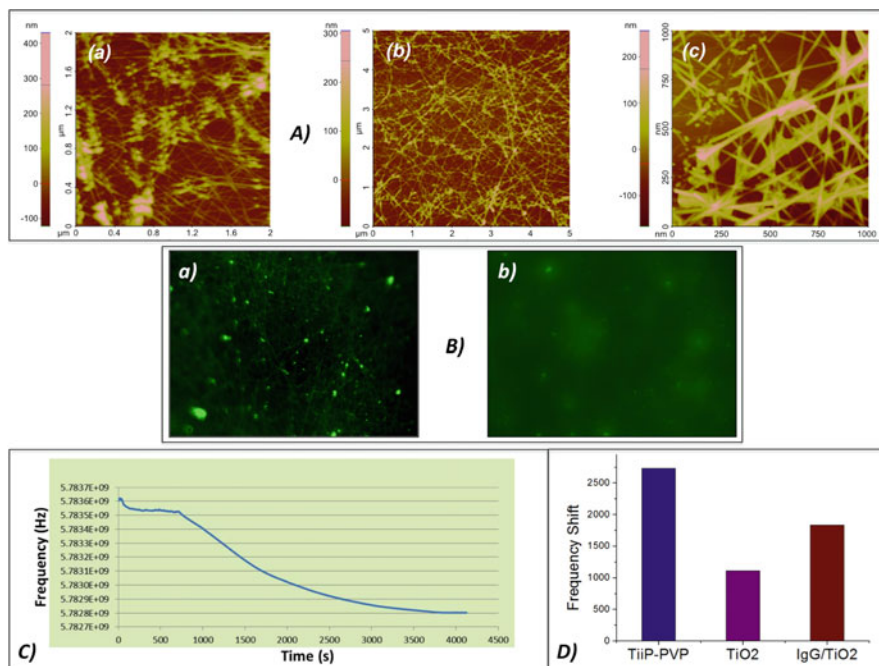 nm
400
300
200
100
0
-100
(a)
2
1.6
1.2
μm
0.8
0.4
0
0
0.4
0.8
1.2
1.6
2
μm
A)
nm
300
200
100
0
-100
(b)
5
4
3
μm
2
1
0
0
1
2
3
4
5
μm
nm
200
100
0
-100
(c)
1000
750
500
nm
250
0
0
250
500
750
1000
nm
a)
B)
b)
C)
Frequency (Hz)
5.7837E+09
5.7836E+09
5.7835E+09
5.7834E+09
5.7833E+09
5.7832E+09
5.7831E+09
5.7830E+09
5.7829E+09
5.7828E+09
5.7827E+09
0 500 1000 1500 2000 2500 3000 3500 4000 4500
Time (s)
D)
Frequency Shift
2500
2000
1500
1000
500
0
TiiP-PVP TiO2 IgG/TiO2